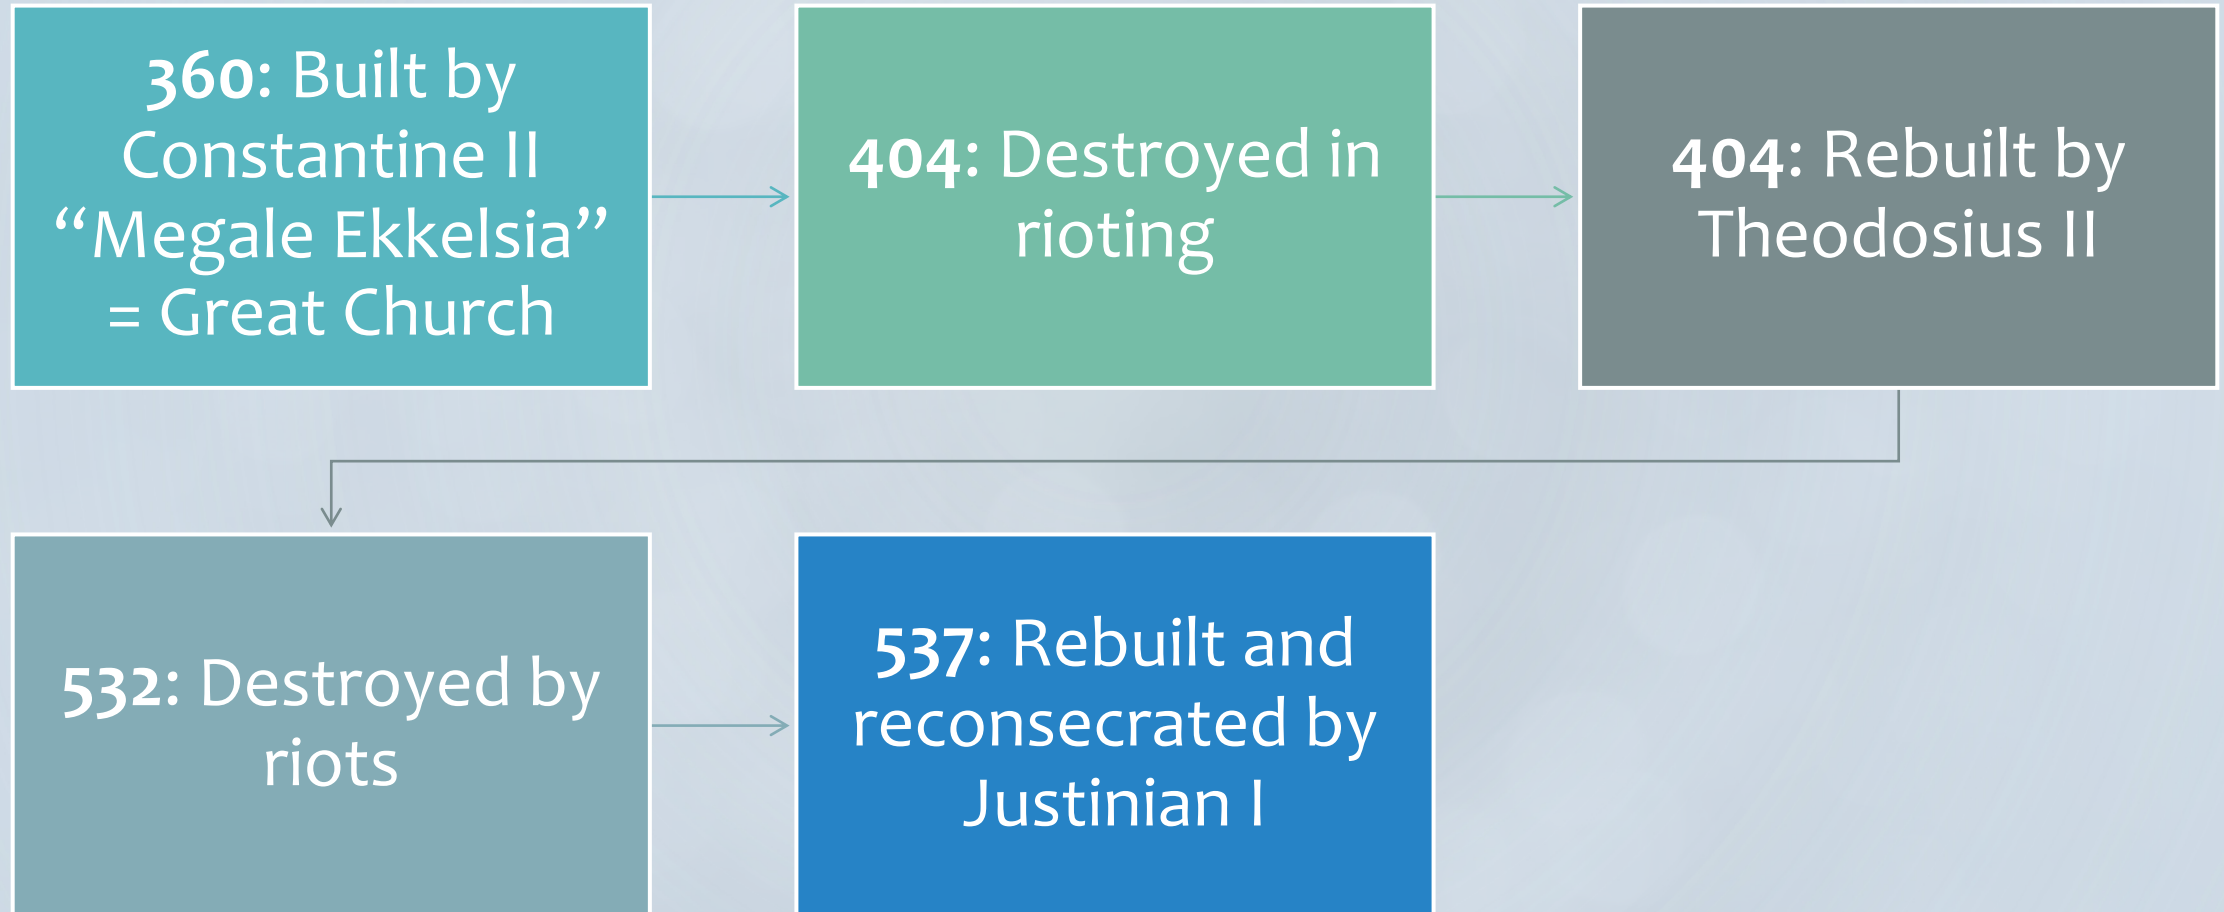 360: Built by
Constantine II
“Megale Ekkelsia”
= Great Church
404: Destroyed in
rioting
404: Rebuilt by
Theodosius II
532: Destroyed by
riots
537: Rebuilt and
reconsecrated by
Justinian I